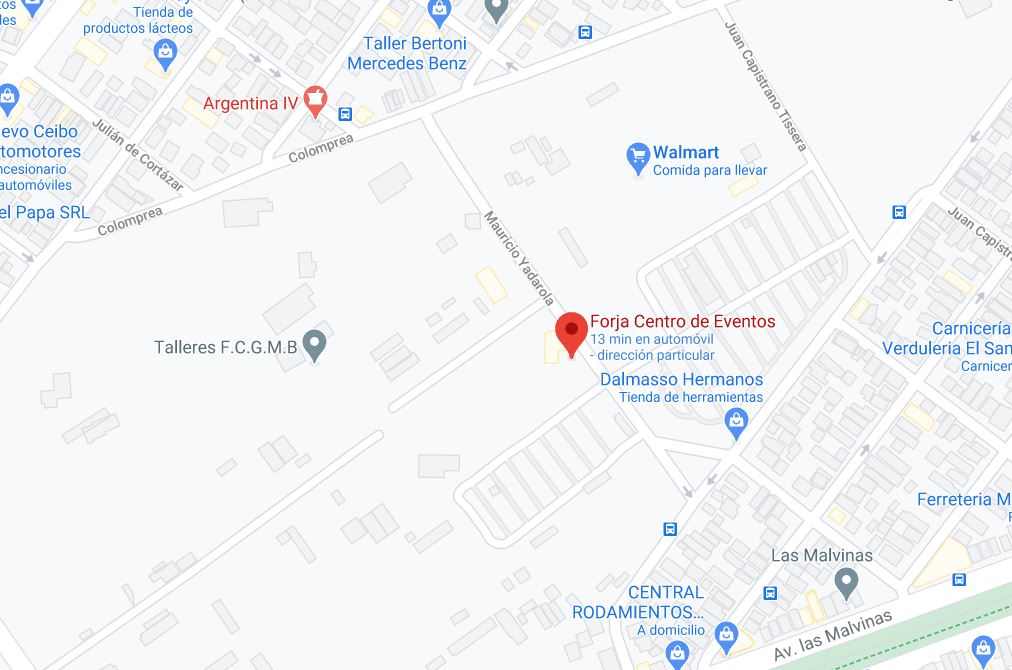 Tienda de
productos lácteos
Taller Bertoni
Mercedes Benz
Juan Capistrano Tissera
Argentina IV
Julián de Cortázar
evo Ceibo
tomotores
ncesionario
automóviles
Colomprea
Walmart
Comida para llevar
el Papa SRL
Colomprea
Mauricio Yadarola
Juan Capistra
Forja Centro de Eventos
13 min en automóvil
- dirección particular
Talleres F.C.G.M.B
Carnicería
Verduleria El San
Carnicer
Dalmasso Hermanos
Tienda de herramientas
Ferreteria M
Las Malvinas
CENTRAL
RODAMIENTOS...
A domicilio
Av. las Malvinas